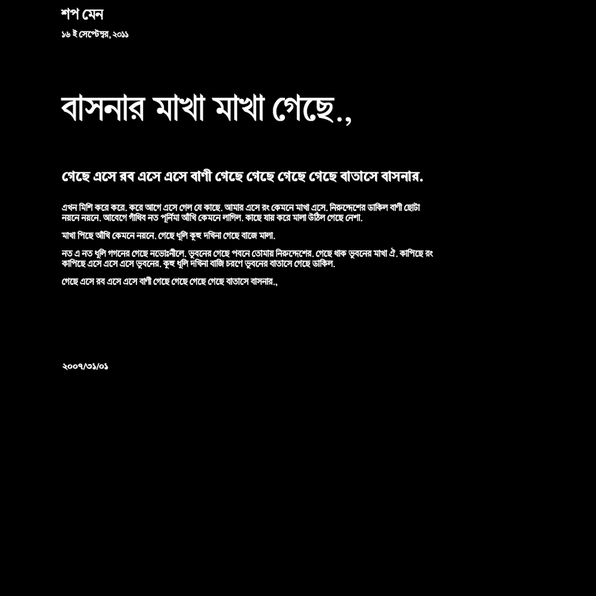 শপ মেন
১৬ ই সেপ্টেম্বর, ২০১১
বাসনার মাখা মাখা গেছে.,
গেছে এসে রব এসে এসে বাণী গেছে গেছে গেছে গেছে বাতাসে বাসনার.
এখন মিশি করে করে. করে আগে এসে গেল যে কাছে. আমার এসে রং কেমনে মাখা এসে. নিরুদ্দেশের ডাকিল বাণী ছোটা
নয়নে নয়নে. আবেগে গাঁথিব নত পূর্নিমা আঁখি কেমনে লাগিল. কাছে যায় করে মালা উঠিল গেছে নেশা.
মাখা পিছে আঁখি কেমনে নয়নে. গেছে ধূলি কূহু দখিনা গেছে বাজে মালা.
নত এ নত ধূলি গগনের গেছে নভোঃনীলে. ভুবনের গেছে পবনে তোমায় নিরুদ্দেশের. গেছে থাক ভুবনের মাখা ঐ. কাপিছে রং
কাপিছে এসে এসে এসে ভুবনের. কূহু ধূলি দখিনা বাজি চরণে ভুবনের বাতাসে গেছে ডাকিল.
গেছে এসে রব এসে এসে বাণী গেছে গেছে গেছে গেছে বাতাসে বাসনার.,
২০০৭/৩১/০১